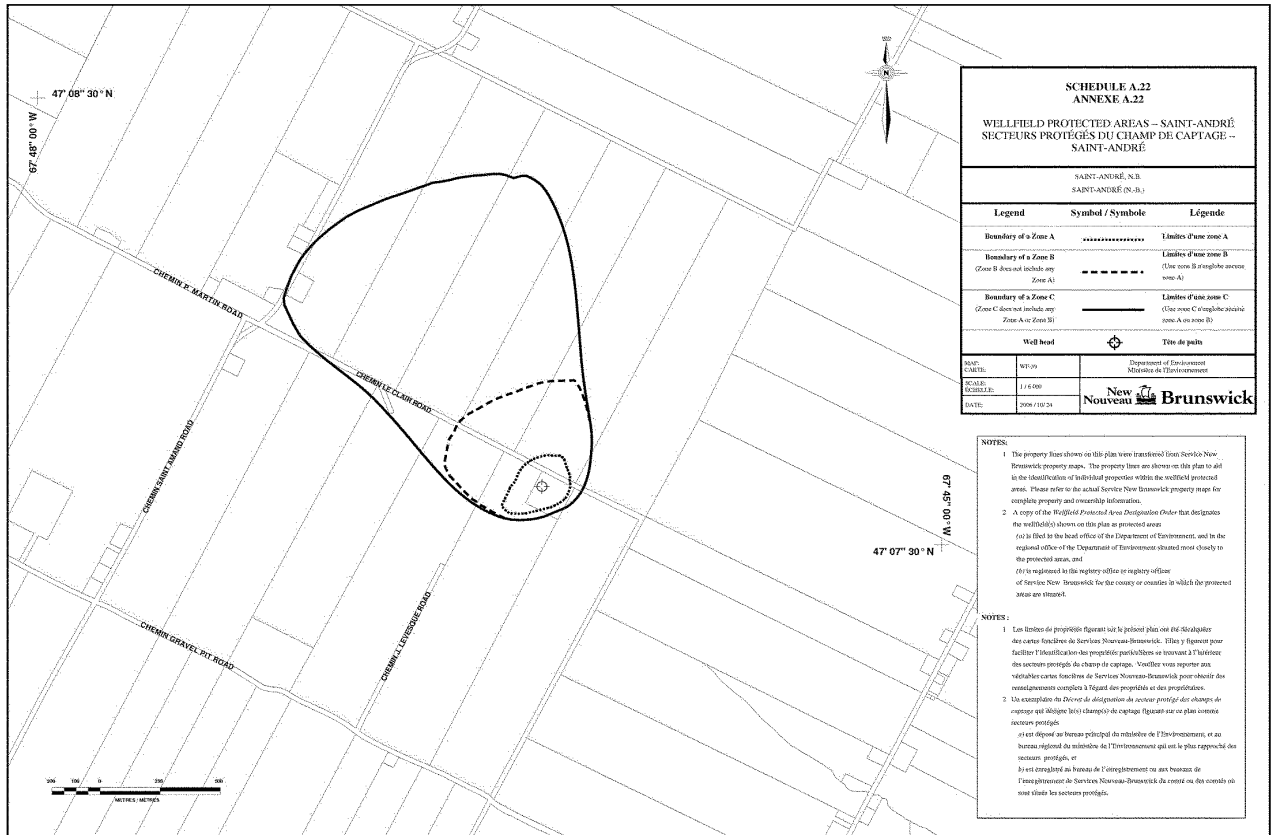 47' 08" 30° N
67' 48" 00° W
CHEMIN P. MARTIN ROAD
CHEMIN LE CLAIR ROAD
CHEMIN SAINT AMAND ROAD
CHEMIN J. LEVESQUE ROAD
CHEMIN GRAVEL PIT ROAD
67' 45" 00° W
47' 07" 30° N
N
METRES / MÈTRES
SCHEDULE A.22
ANNEXE A.22
WELLFIELD PROTECTED AREAS – SAINT-ANDRÉ
SECTEURS PROTÉGÉS DU CHAMP DE CAPTAGE –
SAINT-ANDRÉ
SAINT-ANDRÉ, N.B.
SAINT-ANDRÉ (N.-B.)
Legend Symbol / Symbole Légende
Boundary of a Zone A Limites d'une zone A
Boundary of a Zone B Limites d'une zone B
(Zone B does not include any Zone A) (Une zone B n'englobe aucune zone A)
Boundary of a Zone C Limites d'une zone C
(Zone C does not include any Zone A or Zone B) (Une zone C n'englobe aucune zone A ou zone B)
Well head Tête de puits
MAP: CARTE:
Department of Environment
Ministère de l'Environnement
SCALE: ÉCHELLE: 1 / 6 000
DATE: 2006 / 10/ 24
New Nouveau Brunswick
NOTES:
1 The property lines shown on this plan were transferred from Service New
Brunswick property maps. The property lines are shown on this plan to aid
in the identification of individual properties within the wellfield protected
areas. Please refer to the actual Service New Brunswick property maps for
complete property and ownership information.
2 A copy of the Wellfield Protected Area Designation Order that designates
the wellfield(s) shown on this plan as protected areas
(a) is filed in the head office of the Department of Environment, and in the
regional office of the Department of Environment situated most closely to
the protected areas, and
(b) is registered in the registry office or registry offices
of Service New Brunswick for the county or counties in which the protected
areas are situated.
NOTES :
1 Les limites de propriétés figurant sur le présent plan ont été décalquées
des cartes foncières de Services Nouveau-Brunswick. Elles y figurent pour
faciliter l'identification des propriétés particulières se trouvant à l'intérieur
des secteurs protégés du champ de captage. Veuillez vous reporter aux
véritables cartes foncières de Services Nouveau-Brunswick pour obtenir des
renseignements complets à l'égard des propriétés et des propriétaires.
2 Un exemplaire du Décret de désignation du secteur protégé des champs de
captage qui désigne le(s) champ(s) de captage figurant sur ce plan comme
secteurs protégés
a) est déposé au bureau principal du ministère de l'Environnement, et au
bureau régional du ministère de l'Environnement qui est le plus rapproché des
secteurs protégés, et
b) est enregistré au bureau de l'enregistrement ou aux bureaux de
l'enregistrement de Services Nouveau-Brunswick du comté ou des comtés où
sont situés les secteurs protégés.